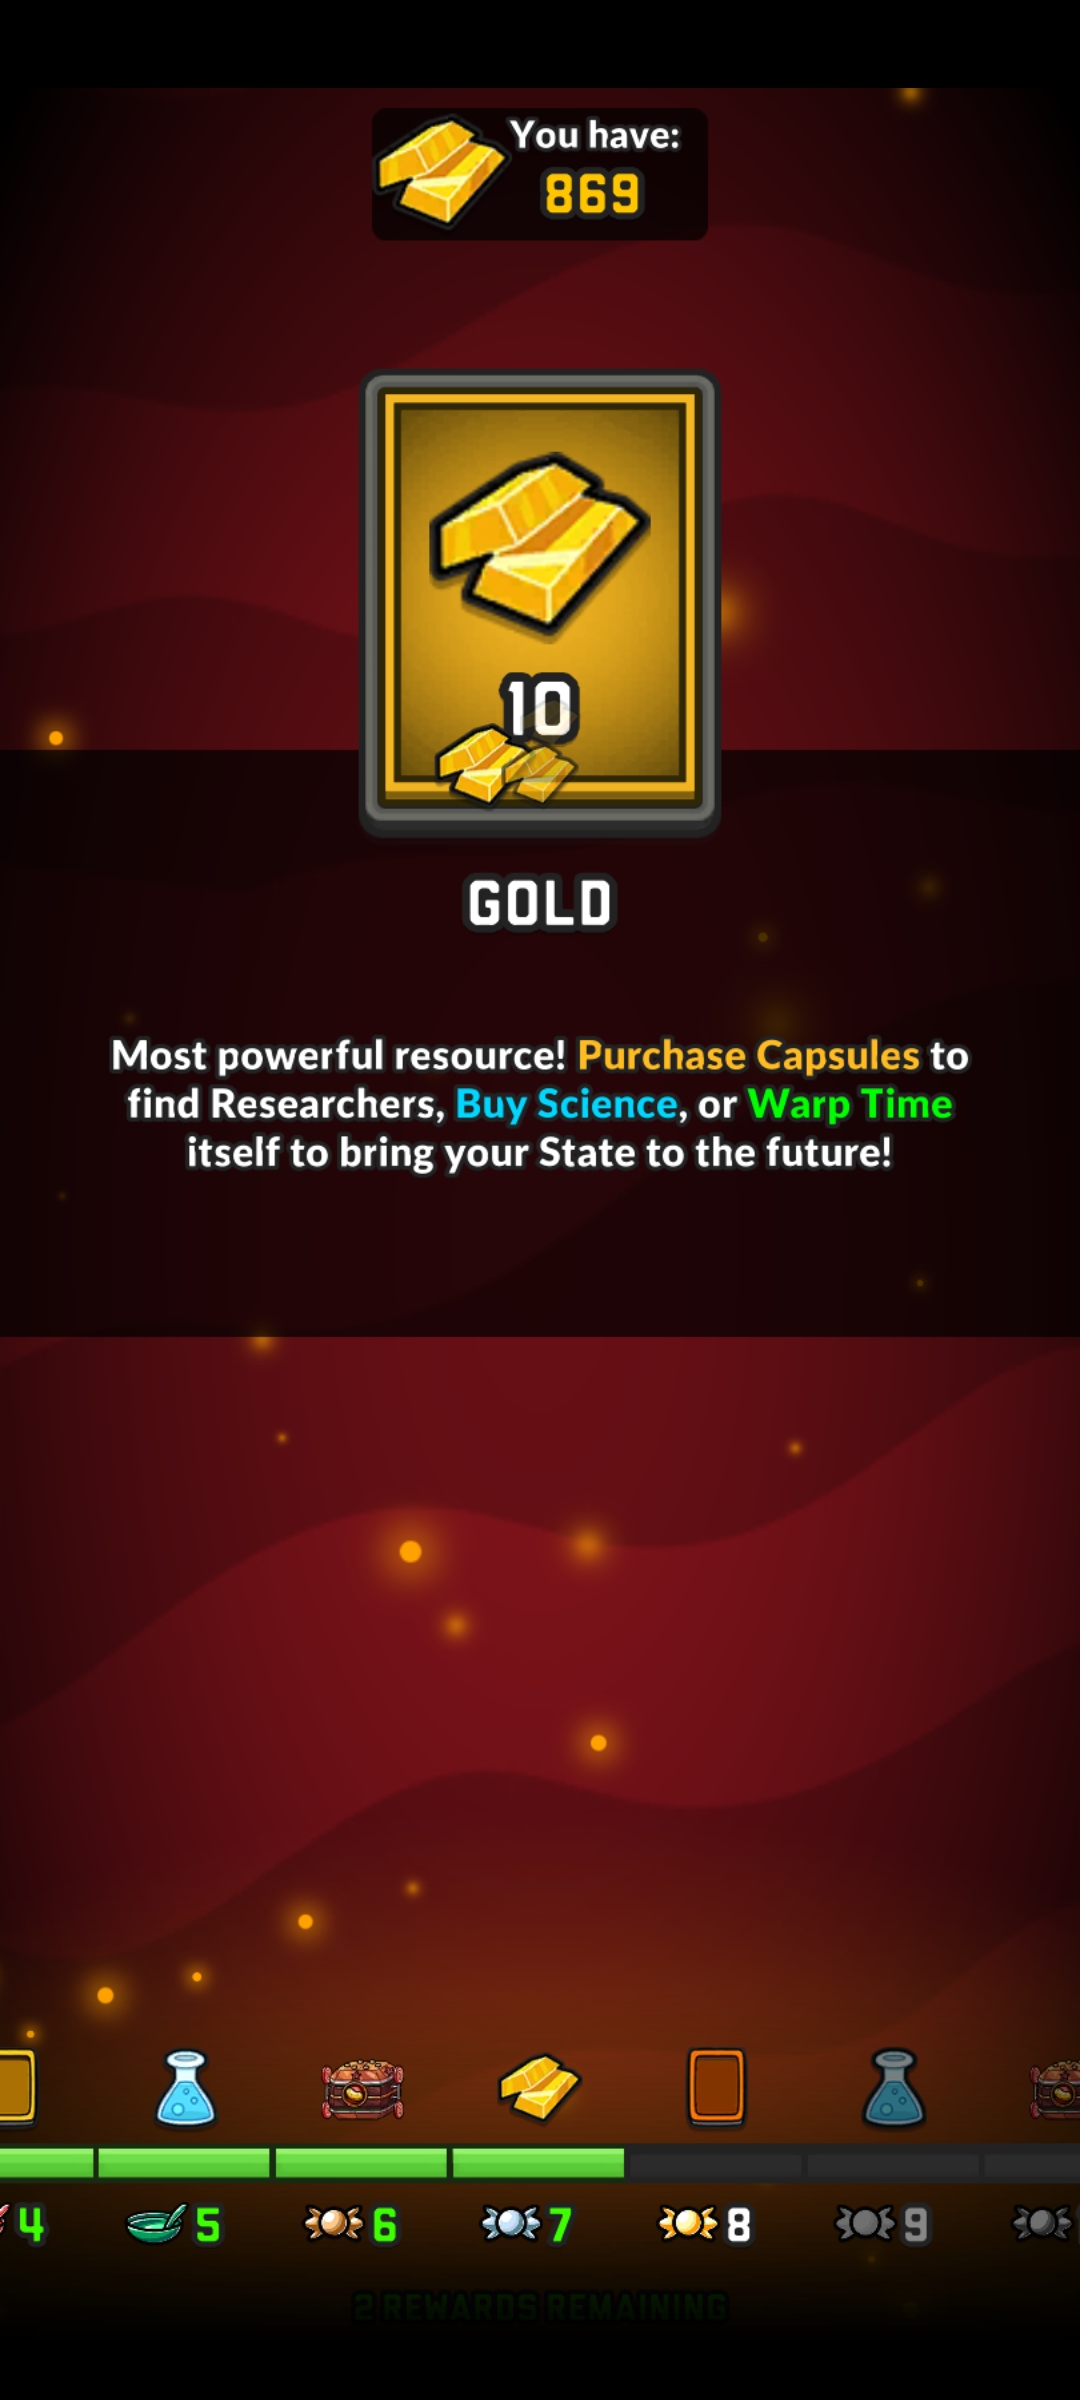 You have:
869
10
GOLD
Most powerful resource! Purchase Capsules to
find Researchers, Buy Science, or Warp Time
itself to bring your State to the future!
4 5 6 7 8 9
2 REWARDS REMAINING